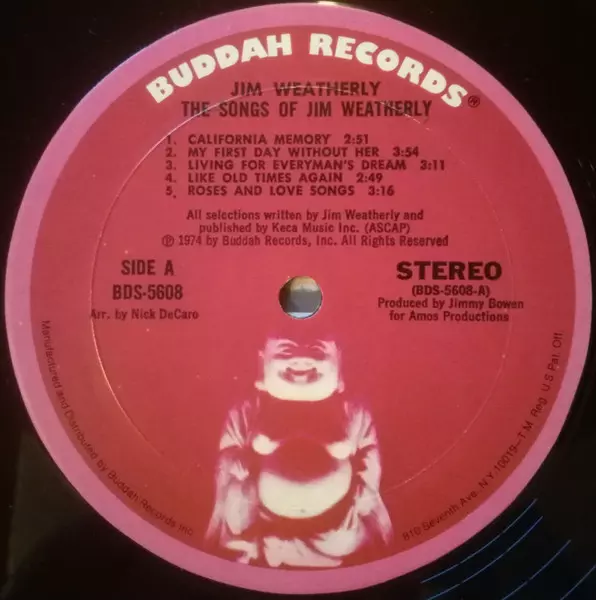 BUDDAH RECORDS®
JIM WEATHERLY
THE SONGS OF JIM WEATHERLY
1. CALIFORNIA MEMORY 2:51
2. MY FIRST DAY WITHOUT HER 3:54
3. LIVING FOR EVERYMAN'S DREAM 3:11
4. LIKE OLD TIMES AGAIN 2:49
5. ROSES AND LOVE SONGS 3:16
All selections written by Jim Weatherly and
published by Keca Music Inc. (ASCAP)
℗ 1974 by Buddah Records, Inc. All Rights Reserved
SIDE A
BDS-5608
Arr. by Nick DeCaro
STEREO
(BDS-5608-A)
Produced by Jimmy Bowen
for Amos Productions
Manufactured and Distributed by Buddah Records Inc.
810 Seventh Ave. N.Y. 10019—T.M. Reg. U.S. Pat. Off.